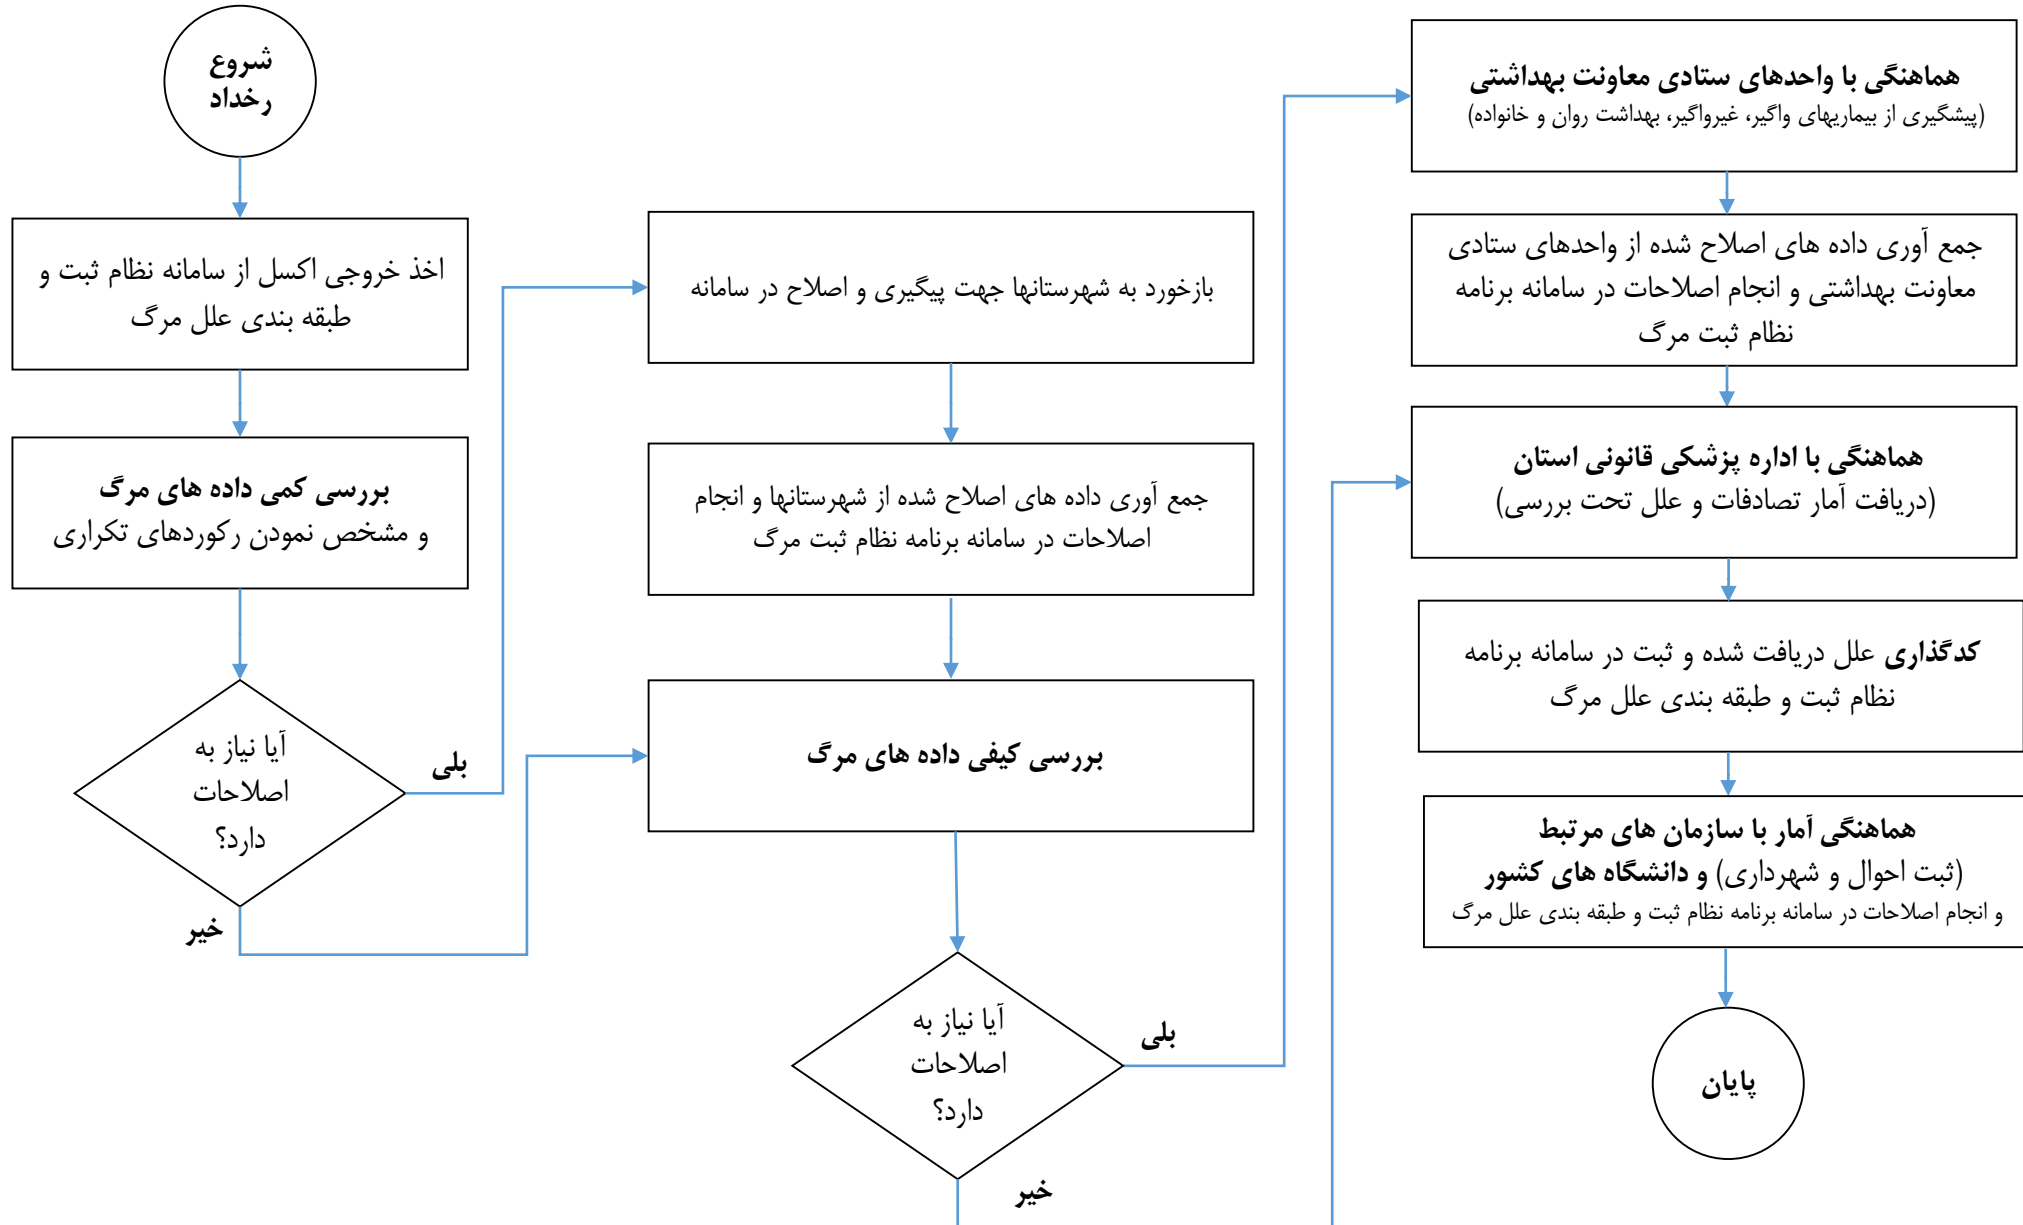 شروع
رخداد
اخذ خروجی اکسل از سامانه نظام ثبت و
طبقه بندی علل مرگ
بررسی کمی داده های مرگ
و مشخص نمودن رکوردهای تکراری
آیا نیاز به
اصلاحات
دارد؟
بلی
خیر
بازخورد به شهرستانها جهت پیگیری و اصلاح در سامانه
جمع آوری داده های اصلاح شده از شهرستانها و انجام
اصلاحات در سامانه برنامه نظام ثبت مرگ
بررسی کیفی داده های مرگ
آیا نیاز به
اصلاحات
دارد؟
بلی
خیر
هماهنگی با واحدهای ستادی معاونت بهداشتی
(پیشگیری از بیماریهای واگیر، غیرواگیر، بهداشت روان و خانواده)
جمع آوری داده های اصلاح شده از واحدهای ستادی
معاونت بهداشتی و انجام اصلاحات در سامانه برنامه
نظام ثبت مرگ
هماهنگی با اداره پزشکی قانونی استان
(دریافت آمار تصادفات و علل تحت بررسی)
کدگذاری علل دریافت شده و ثبت در سامانه برنامه
نظام ثبت و طبقه بندی علل مرگ
هماهنگی آمار با سازمان های مرتبط
(ثبت احوال و شهرداری) و دانشگاه های کشور
و انجام اصلاحات در سامانه برنامه نظام ثبت و طبقه بندی علل مرگ
پایان